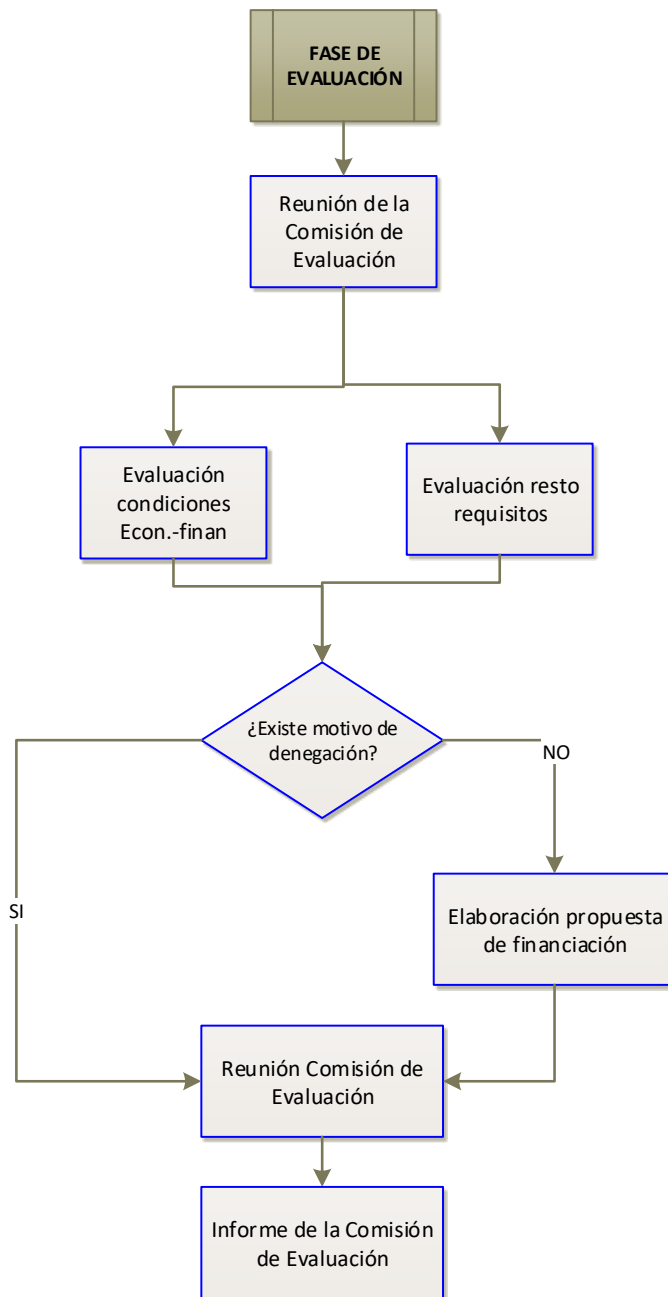 FASE DE
EVALUACIÓN
Reunión de la
Comisión de
Evaluación
Evaluación
condiciones
Econ.-finan
Evaluación resto
requisitos
¿Existe motivo de
denegación?
NO
SI
Elaboración propuesta
de financiación
Reunión Comisión de
Evaluación
Informe de la Comisión
de Evaluación